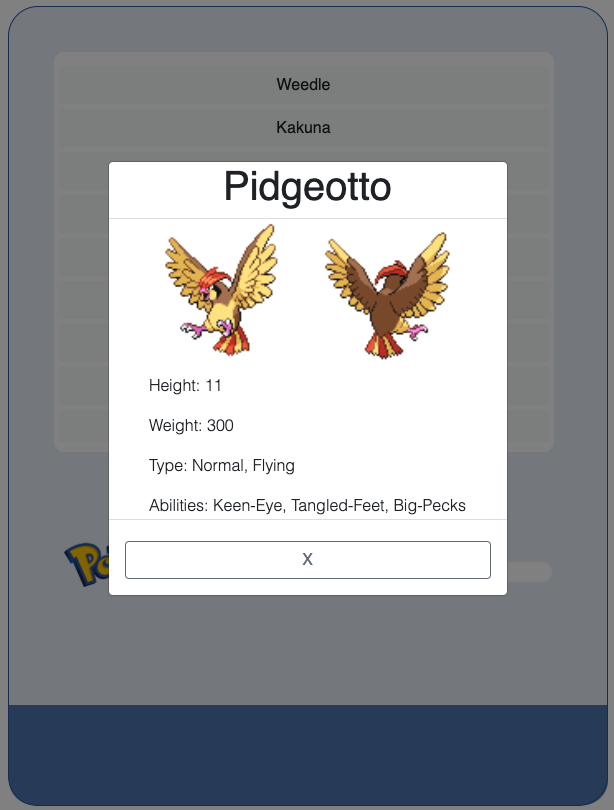 Weedle
Kakuna
Pidgeotto
Height: 11
Weight: 300
Type: Normal, Flying
Abilities: Keen-Eye, Tangled-Feet, Big-Pecks
X